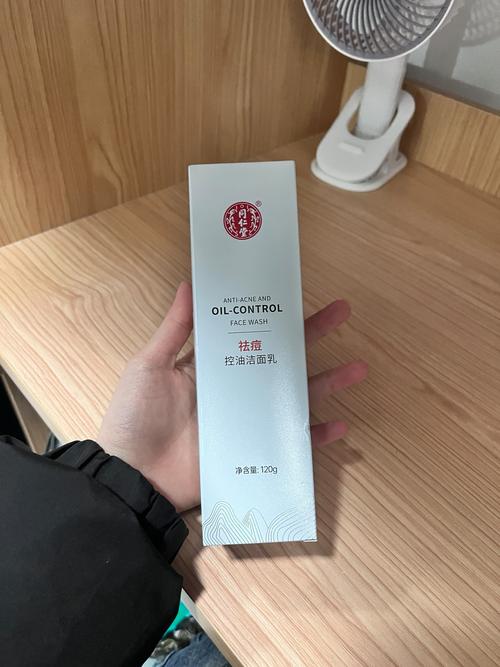 同仁堂
®
ANTI-ACNE AND
OIL-CONTROL
FACE WASH
祛痘
控油洁面乳
净含量: 120g